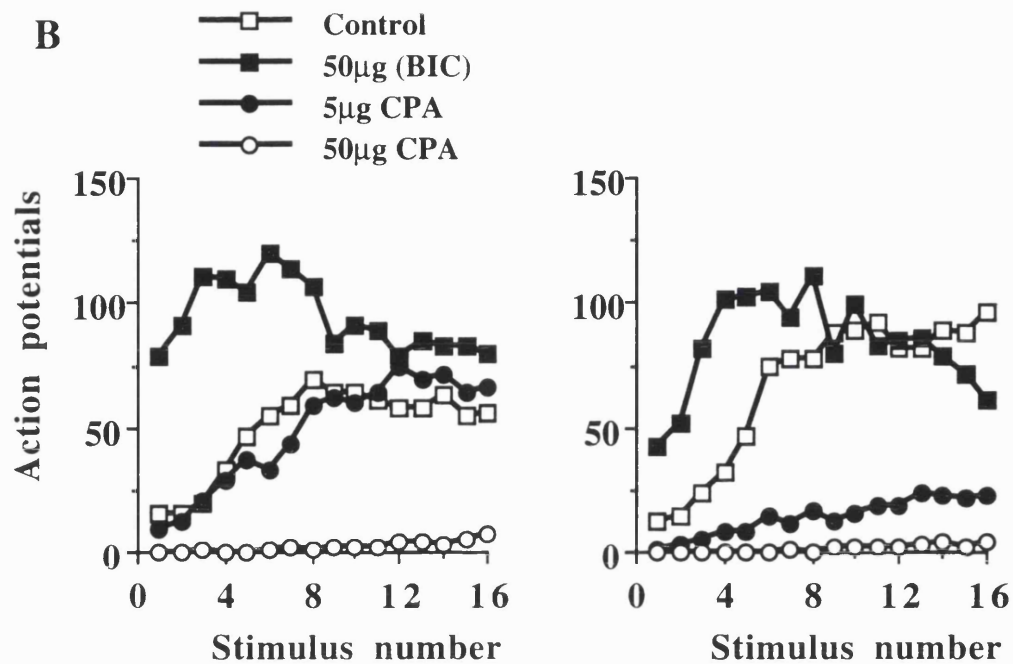 B
Control
50µg (BIC)
5µg CPA
50µg CPA
Action potentials
150
100
50
0
0 4 8 12 16
Stimulus number
150
100
50
0
0 4 8 12 16
Stimulus number